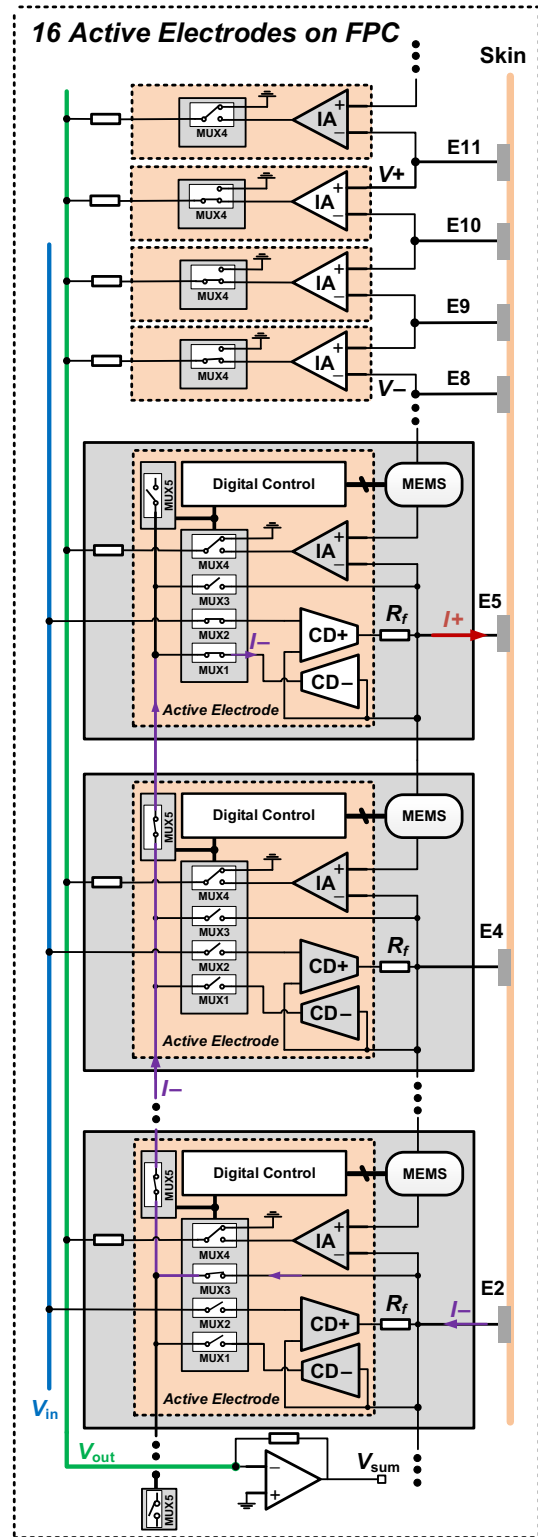 16 Active Electrodes on FPC
Skin
MUX4
IA
+
−
E11
V+
MUX4
IA
+
−
E10
MUX4
IA
+
−
E9
MUX4
IA
+
−
V−
E8
MUX5
Digital Control
MEMS
MUX4
IA
+
−
MUX3
E5
MUX2
CD+
Rf
I+
MUX1
I−
CD−
Active Electrode
MUX5
Digital Control
MEMS
MUX4
IA
+
−
MUX3
E4
MUX2
CD+
Rf
MUX1
CD−
Active Electrode
I−
MUX5
Digital Control
MEMS
MUX4
IA
+
−
MUX3
E2
MUX2
CD+
Rf
I−
MUX1
CD−
Active Electrode
Vin
Vout
−
+
Vsum
MUX5